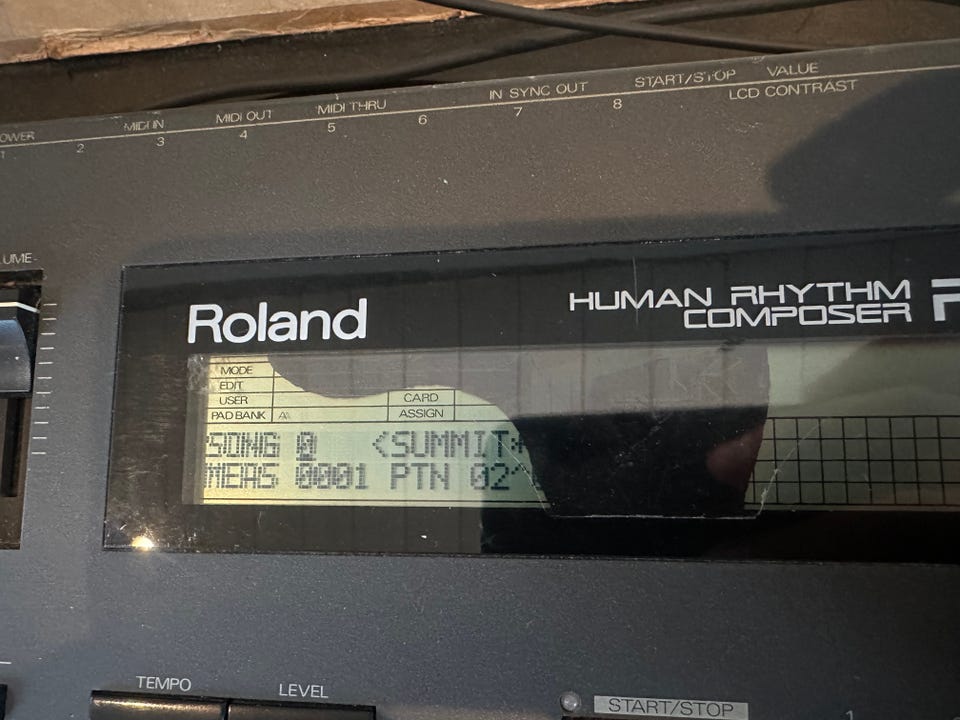 OWER MIDI IN MIDI OUT MIDI THRU IN SYNC OUT START/STOP VALUE
1 2 3 4 5 6 7 8 LCD CONTRAST
UME
Roland
HUMAN RHYTHM
COMPOSER R
MODE
EDIT
USER CARD
PAD BANK A ASSIGN
SONG 0 <SUMMIT*
MEAS 0001 PTN 02
TEMPO LEVEL START/STOP